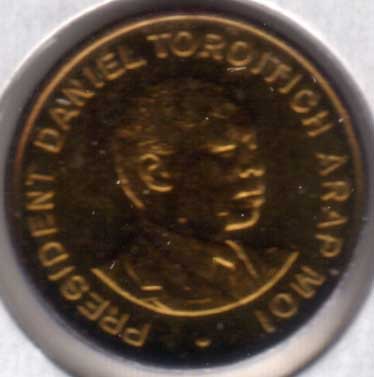 PRESIDENT DANIEL TOROITICH ARAP MOI